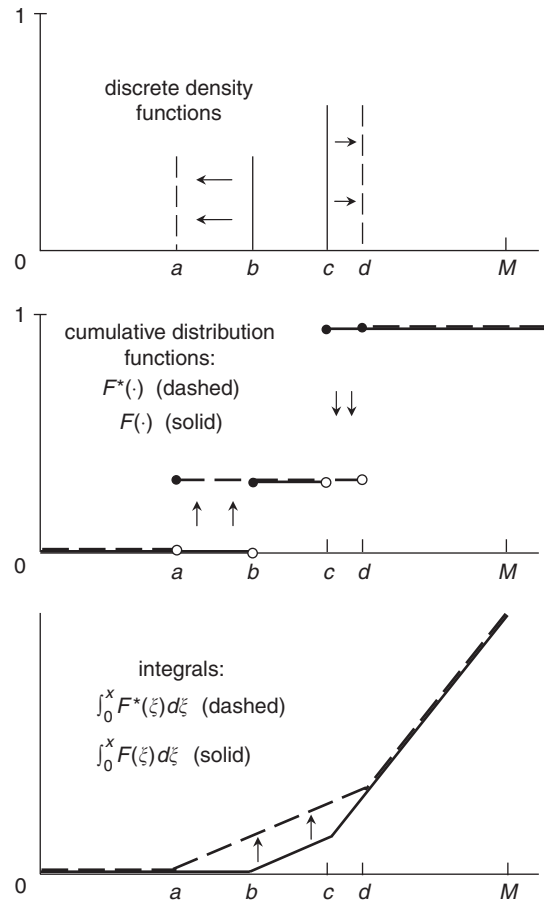 1
discrete density
functions
0
a b c d M
1
cumulative distribution
functions:
F*(·) (dashed)
F(·) (solid)
0
a b c d M
integrals:
∫₀ˣ F*(ξ)dξ (dashed)
∫₀ˣ F(ξ)dξ (solid)
0
a b c d M